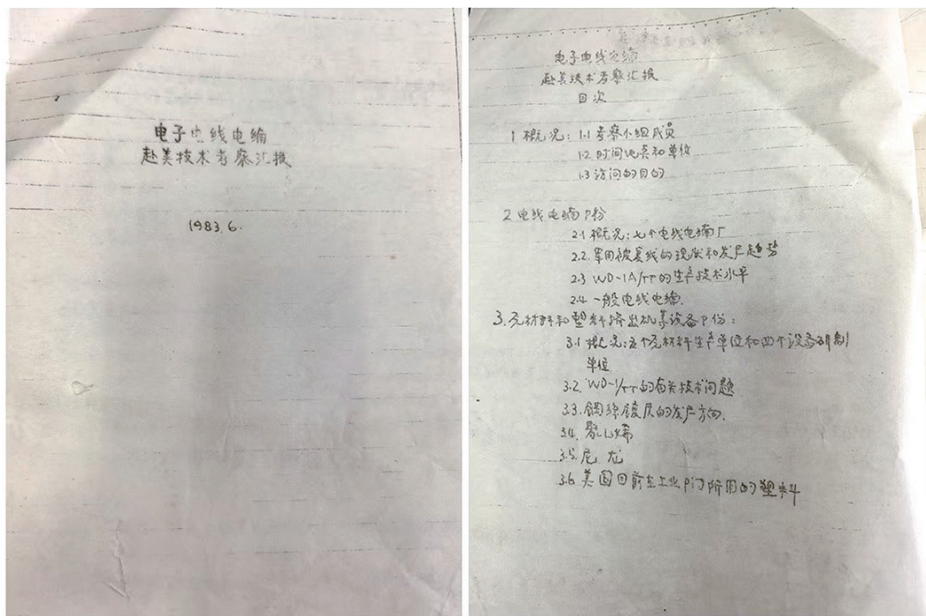 电子电线电缆
赴美技术考察汇报
1983.6.
电子电线电缆
赴美技术考察汇报
目次
1 概况：1.1 考察小组成员
1.2 时间地点和单位
1.3 访问的目的
2 电线电缆P份
2.1 概况：七个电线电缆厂
2.2. 军用被复线的现状和发尸趋势
2.3 WD-1A/TT的生产技术水平
2.4 一般电线电缆.
3. 原材料和塑料挤出机等设备P份：
3.1 概况：五个原材料生产单位和四个设备研制
单位
3.2. WD-1/TT的有关技术问题
3.3. 铜线镀层的发尸方向.
3.4. 聚乙烯
3.5. 尼龙
3.6 美国目前在工业P门所用的塑料